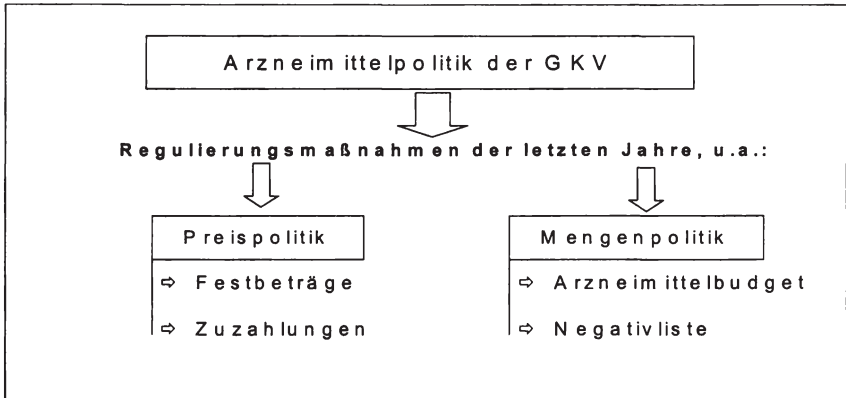 Arzneimittelpolitik der GKV
Regulierungsmaßnahmen der letzten Jahre, u.a.:
Preispolitik
⇨ Festbeträge
⇨ Zuzahlungen
Mengenpolitik
⇨ Arzneimittelbudget
⇨ Negativliste